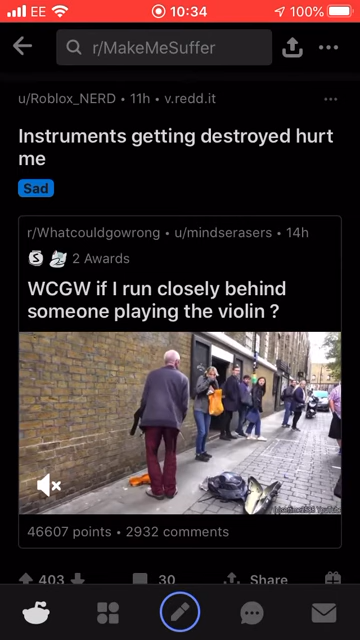 EE 10:34 100%
r/MakeMeSuffer
u/Roblox_NERD • 11h • v.redd.it
Instruments getting destroyed hurt
me
Sad
r/Whatcouldgowrong • u/mindserasers • 14h
2 Awards
WCGW if I run closely behind
someone playing the violin ?
46607 points • 2932 comments
403 30 Share